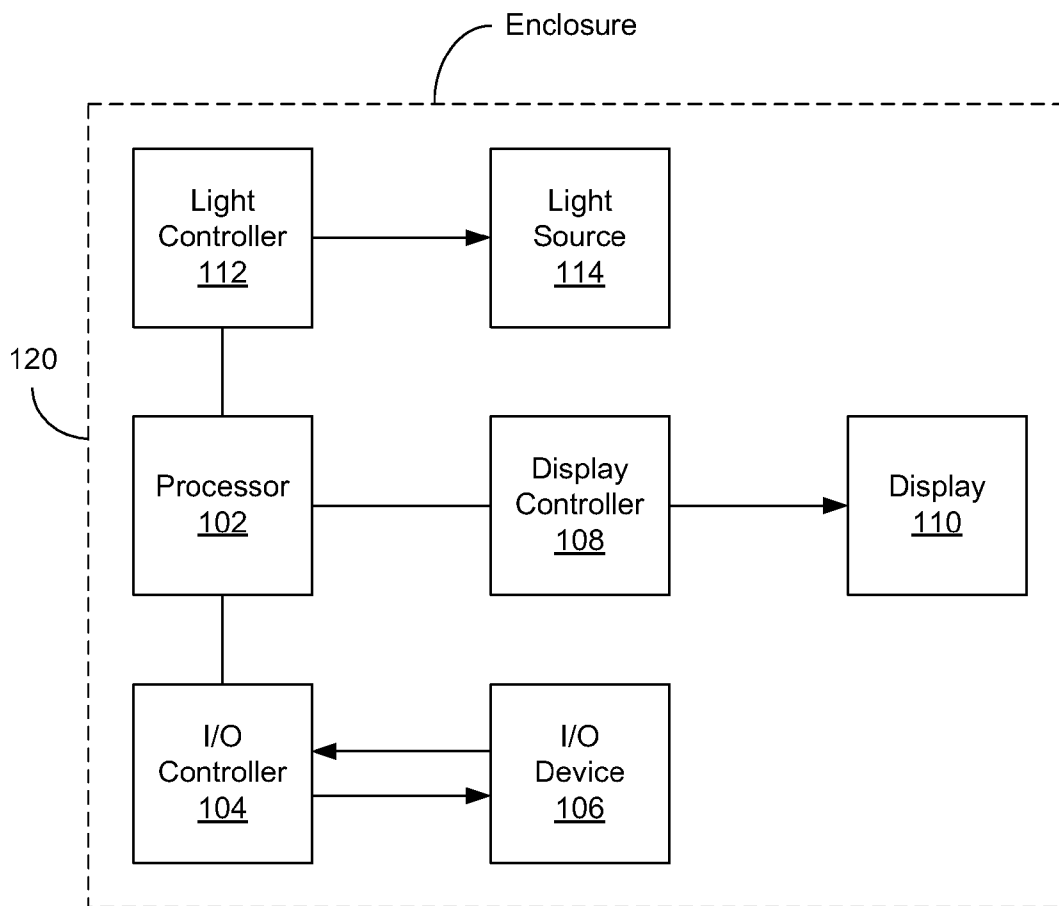 Enclosure
Light
Controller
112
Light
Source
114
120
Processor
102
Display
Controller
108
Display
110
I/O
Controller
104
I/O
Device
106